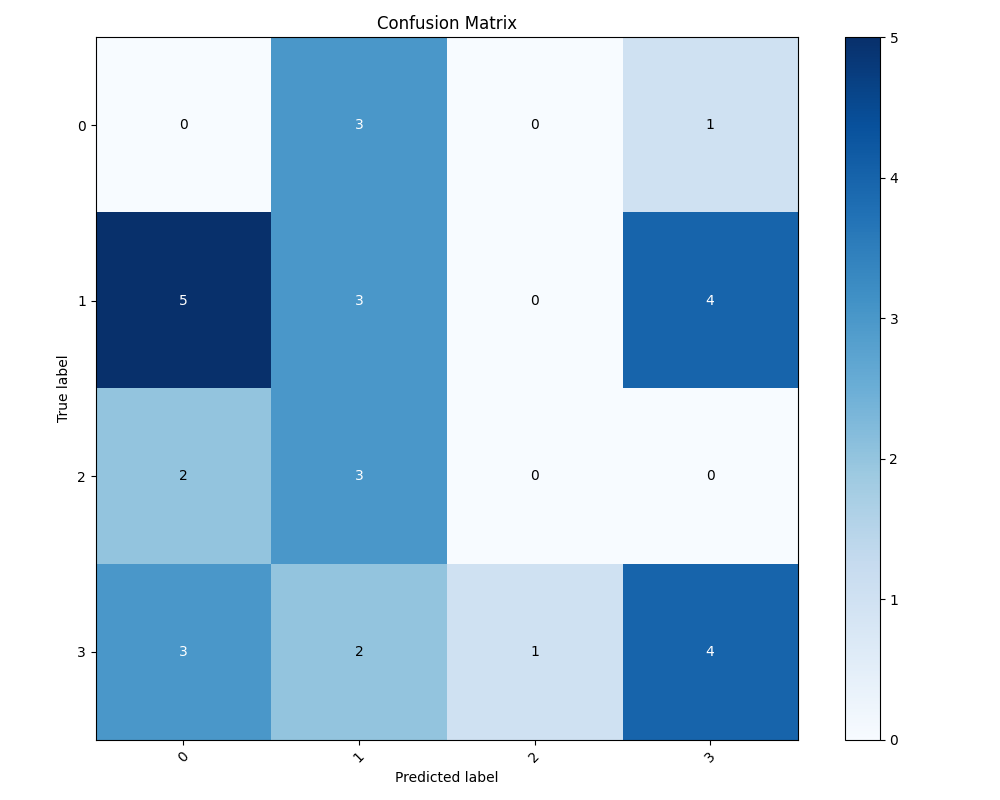 Confusion Matrix
0 0 3 0 1
1 5 3 0 4
2 2 3 0 0
3 3 2 1 4
0 1 2 3
True label
Predicted label
5
4
3
2
1
0